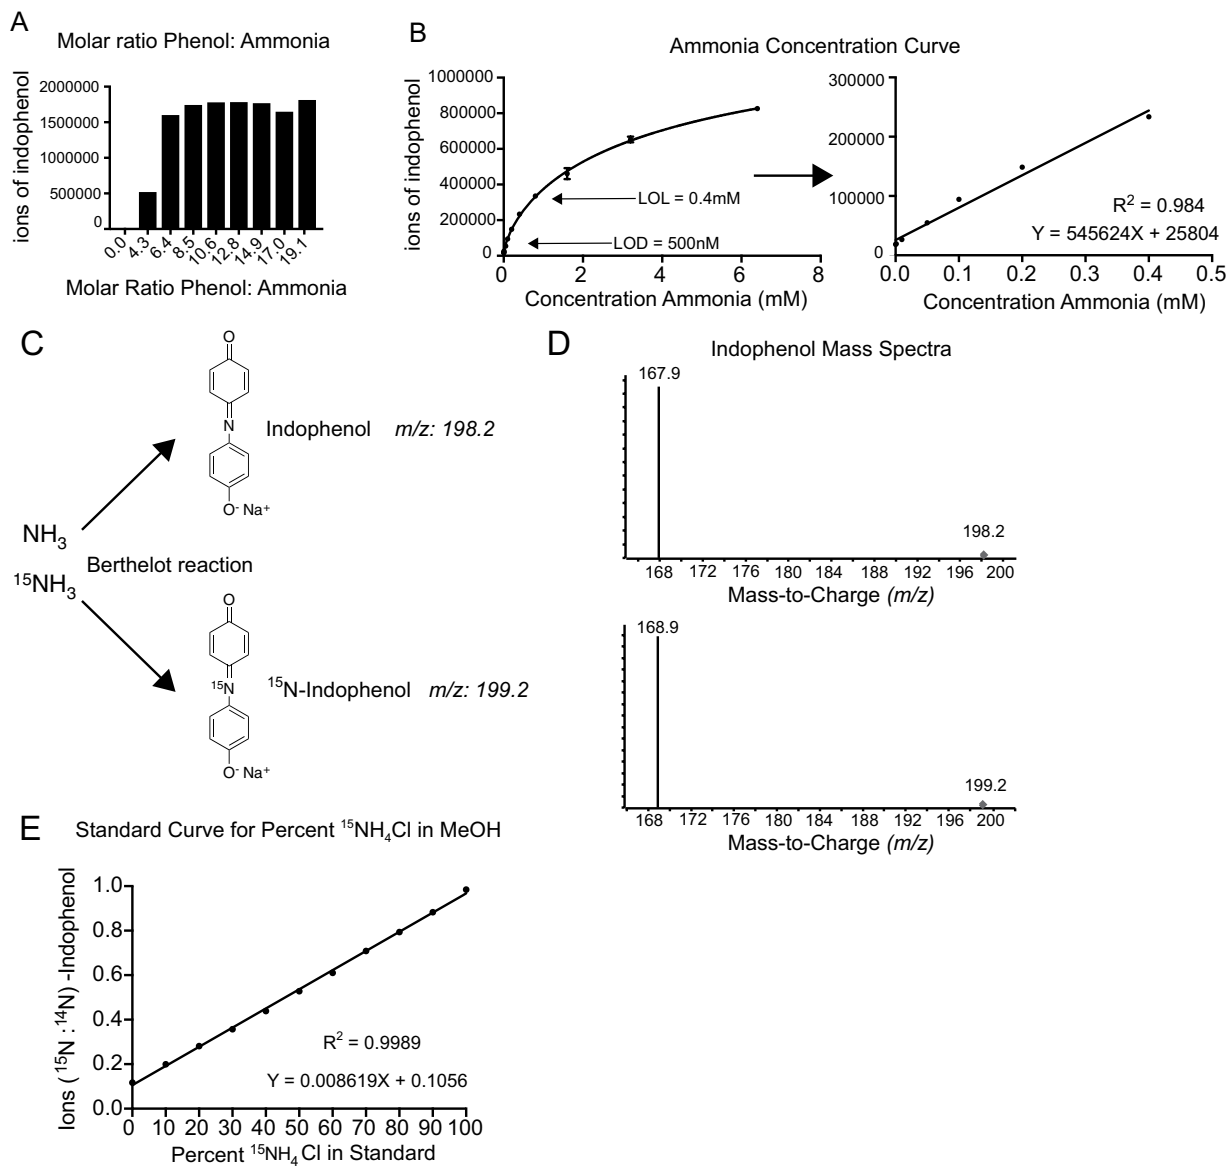 A
Molar ratio Phenol: Ammonia
ions of indophenol
2000000
1500000
1000000
500000
0
0.0 4.3 6.4 8.5 10.6 12.8 14.9 17.0 19.1
Molar Ratio Phenol: Ammonia
B
Ammonia Concentration Curve
ions of indophenol
1000000
800000
600000
400000
200000
0
LOL = 0.4mM
LOD = 500nM
0 2 4 6 8
Concentration Ammonia (mM)
300000
200000
100000
0
R² = 0.984
Y = 545624X + 25804
0.0 0.1 0.2 0.3 0.4 0.5
Concentration Ammonia (mM)
C
NH₃
¹⁵NH₃
Berthelot reaction
O
N
O⁻ Na⁺
Indophenol m/z: 198.2
O
¹⁵N
O⁻ Na⁺
¹⁵N-Indophenol m/z: 199.2
D
Indophenol Mass Spectra
167.9
198.2
168 172 176 180 184 188 192 196 200
Mass-to-Charge (m/z)
168.9
199.2
168 172 176 180 184 188 192 196 200
Mass-to-Charge (m/z)
E
Standard Curve for Percent ¹⁵NH₄Cl in MeOH
Ions (¹⁵N :¹⁴N) -Indophenol
1.0
0.8
0.6
0.4
0.2
0.0
R² = 0.9989
Y = 0.008619X + 0.1056
0 10 20 30 40 50 60 70 80 90 100
Percent ¹⁵NH₄Cl in Standard